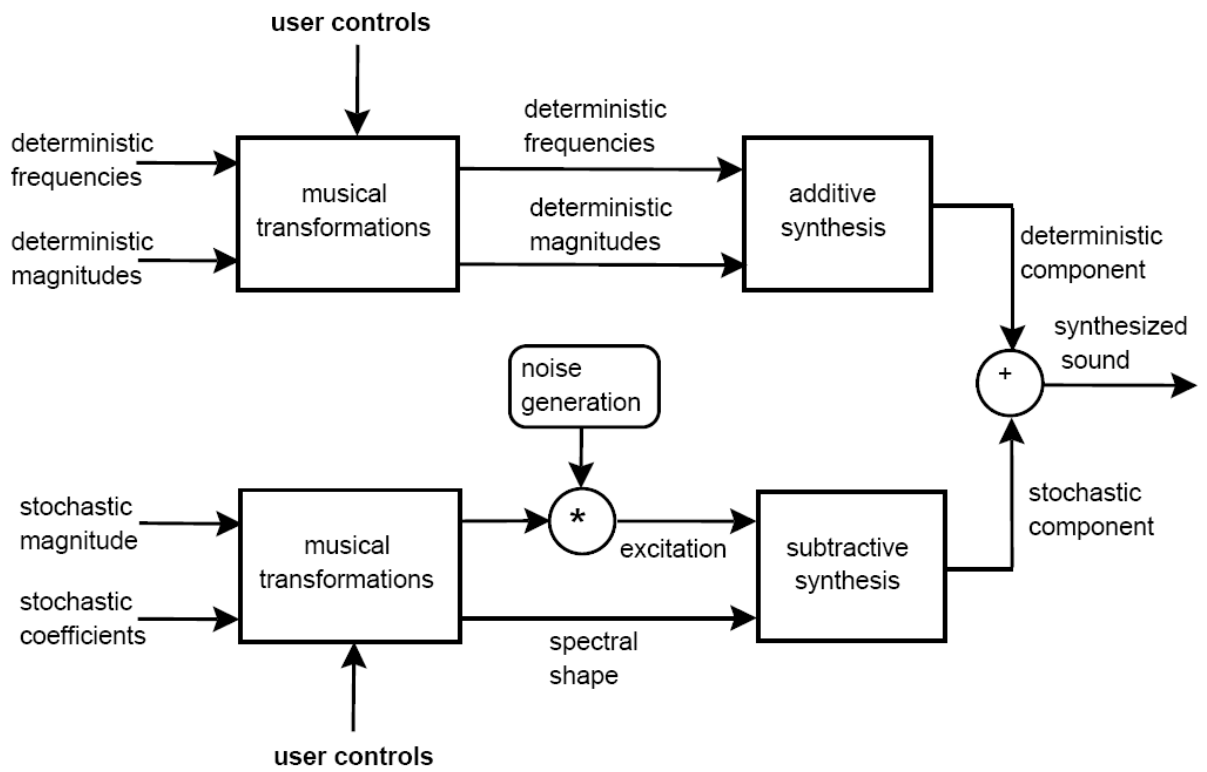 user controls
deterministic
frequencies
deterministic
magnitudes
musical
transformations
deterministic
frequencies
deterministic
magnitudes
additive
synthesis
deterministic
component
synthesized
sound
+
noise
generation
stochastic
magnitude
stochastic
coefficients
musical
transformations
*
excitation
spectral
shape
subtractive
synthesis
stochastic
component
user controls